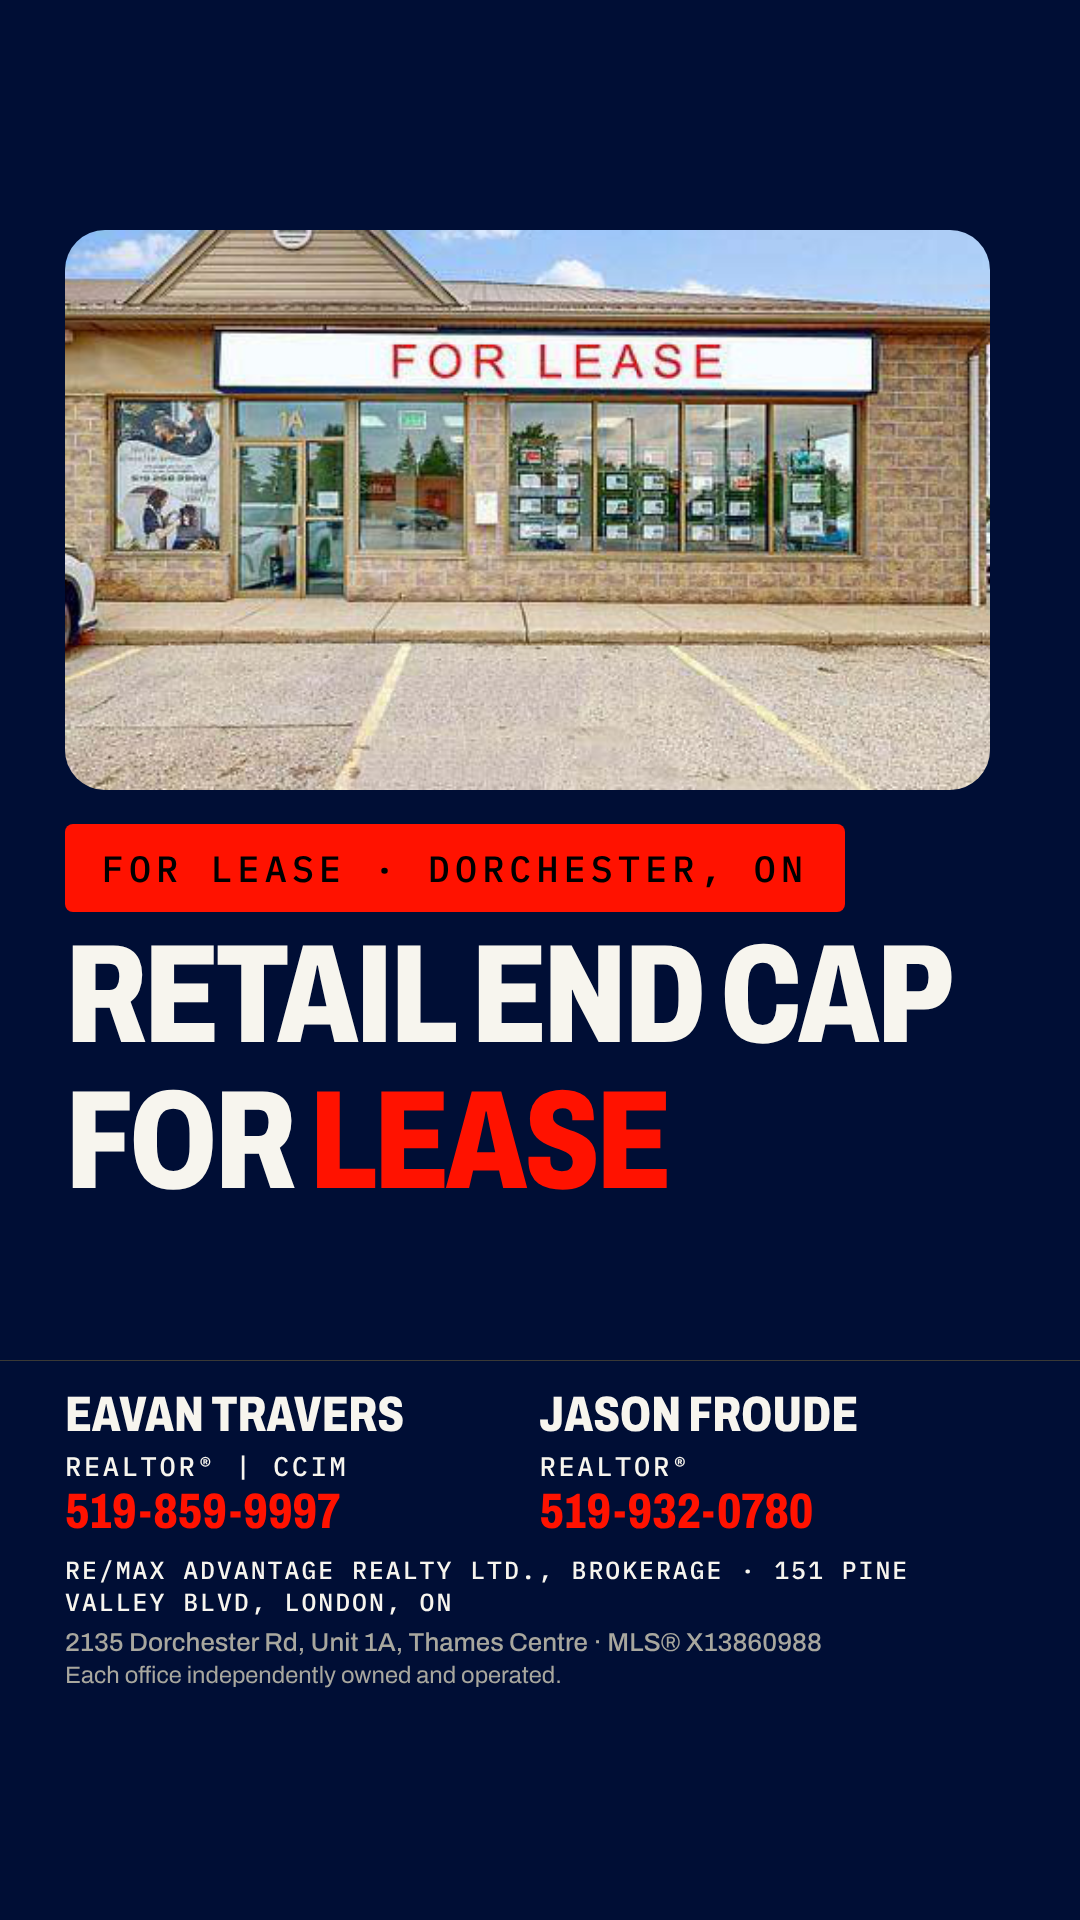 FOR LEASE
1A
FOR LEASE · DORCHESTER, ON
RETAIL END CAP
FOR LEASE
EAVAN TRAVERS
REALTOR® | CCIM
519-859-9997
JASON FROUDE
REALTOR®
519-932-0780
RE/MAX ADVANTAGE REALTY LTD., BROKERAGE · 151 PINE
VALLEY BLVD, LONDON, ON
2135 Dorchester Rd, Unit 1A, Thames Centre · MLS® X13860988
Each office independently owned and operated.